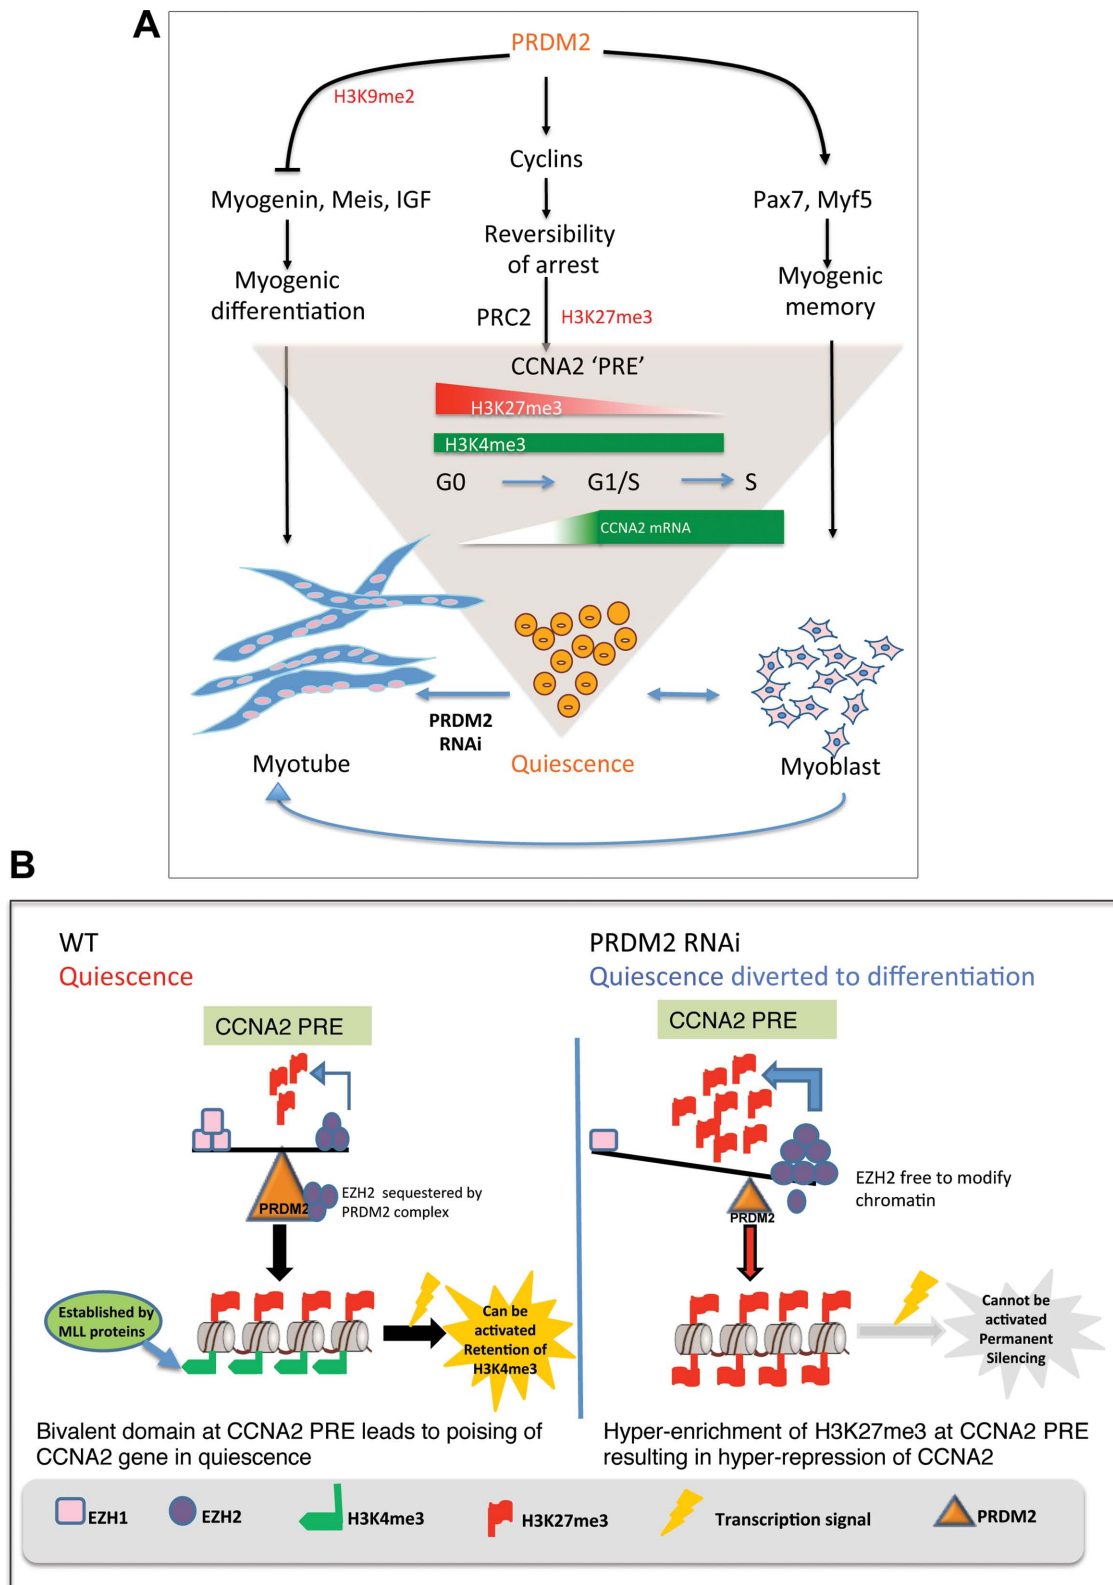 A
PRDM2
H3K9me2
Cyclins
Myogenin, Meis, IGF
Pax7, Myf5
Reversibility
of arrest
Myogenic
differentiation
Myogenic
memory
PRC2
H3K27me3
CCNA2 ‘PRE’
H3K27me3
H3K4me3
G0
G1/S
S
CCNA2 mRNA
PRDM2
RNAi
Myotube
Quiescence
Myoblast
B
WT
Quiescence
CCNA2 PRE
EZH2 sequestered by
PRDM2 complex
PRDM2
Established by
MLL proteins
Can be
activated
Retention of
H3K4me3
Bivalent domain at CCNA2 PRE leads to poising of
CCNA2 gene in quiescence
PRDM2 RNAi
Quiescence diverted to differentiation
CCNA2 PRE
EZH2 free to modify
chromatin
PRDM2
Cannot be
activated
Permanent
Silencing
Hyper-enrichment of H3K27me3 at CCNA2 PRE
resulting in hyper-repression of CCNA2
EZH1
EZH2
H3K4me3
H3K27me3
Transcription signal
PRDM2